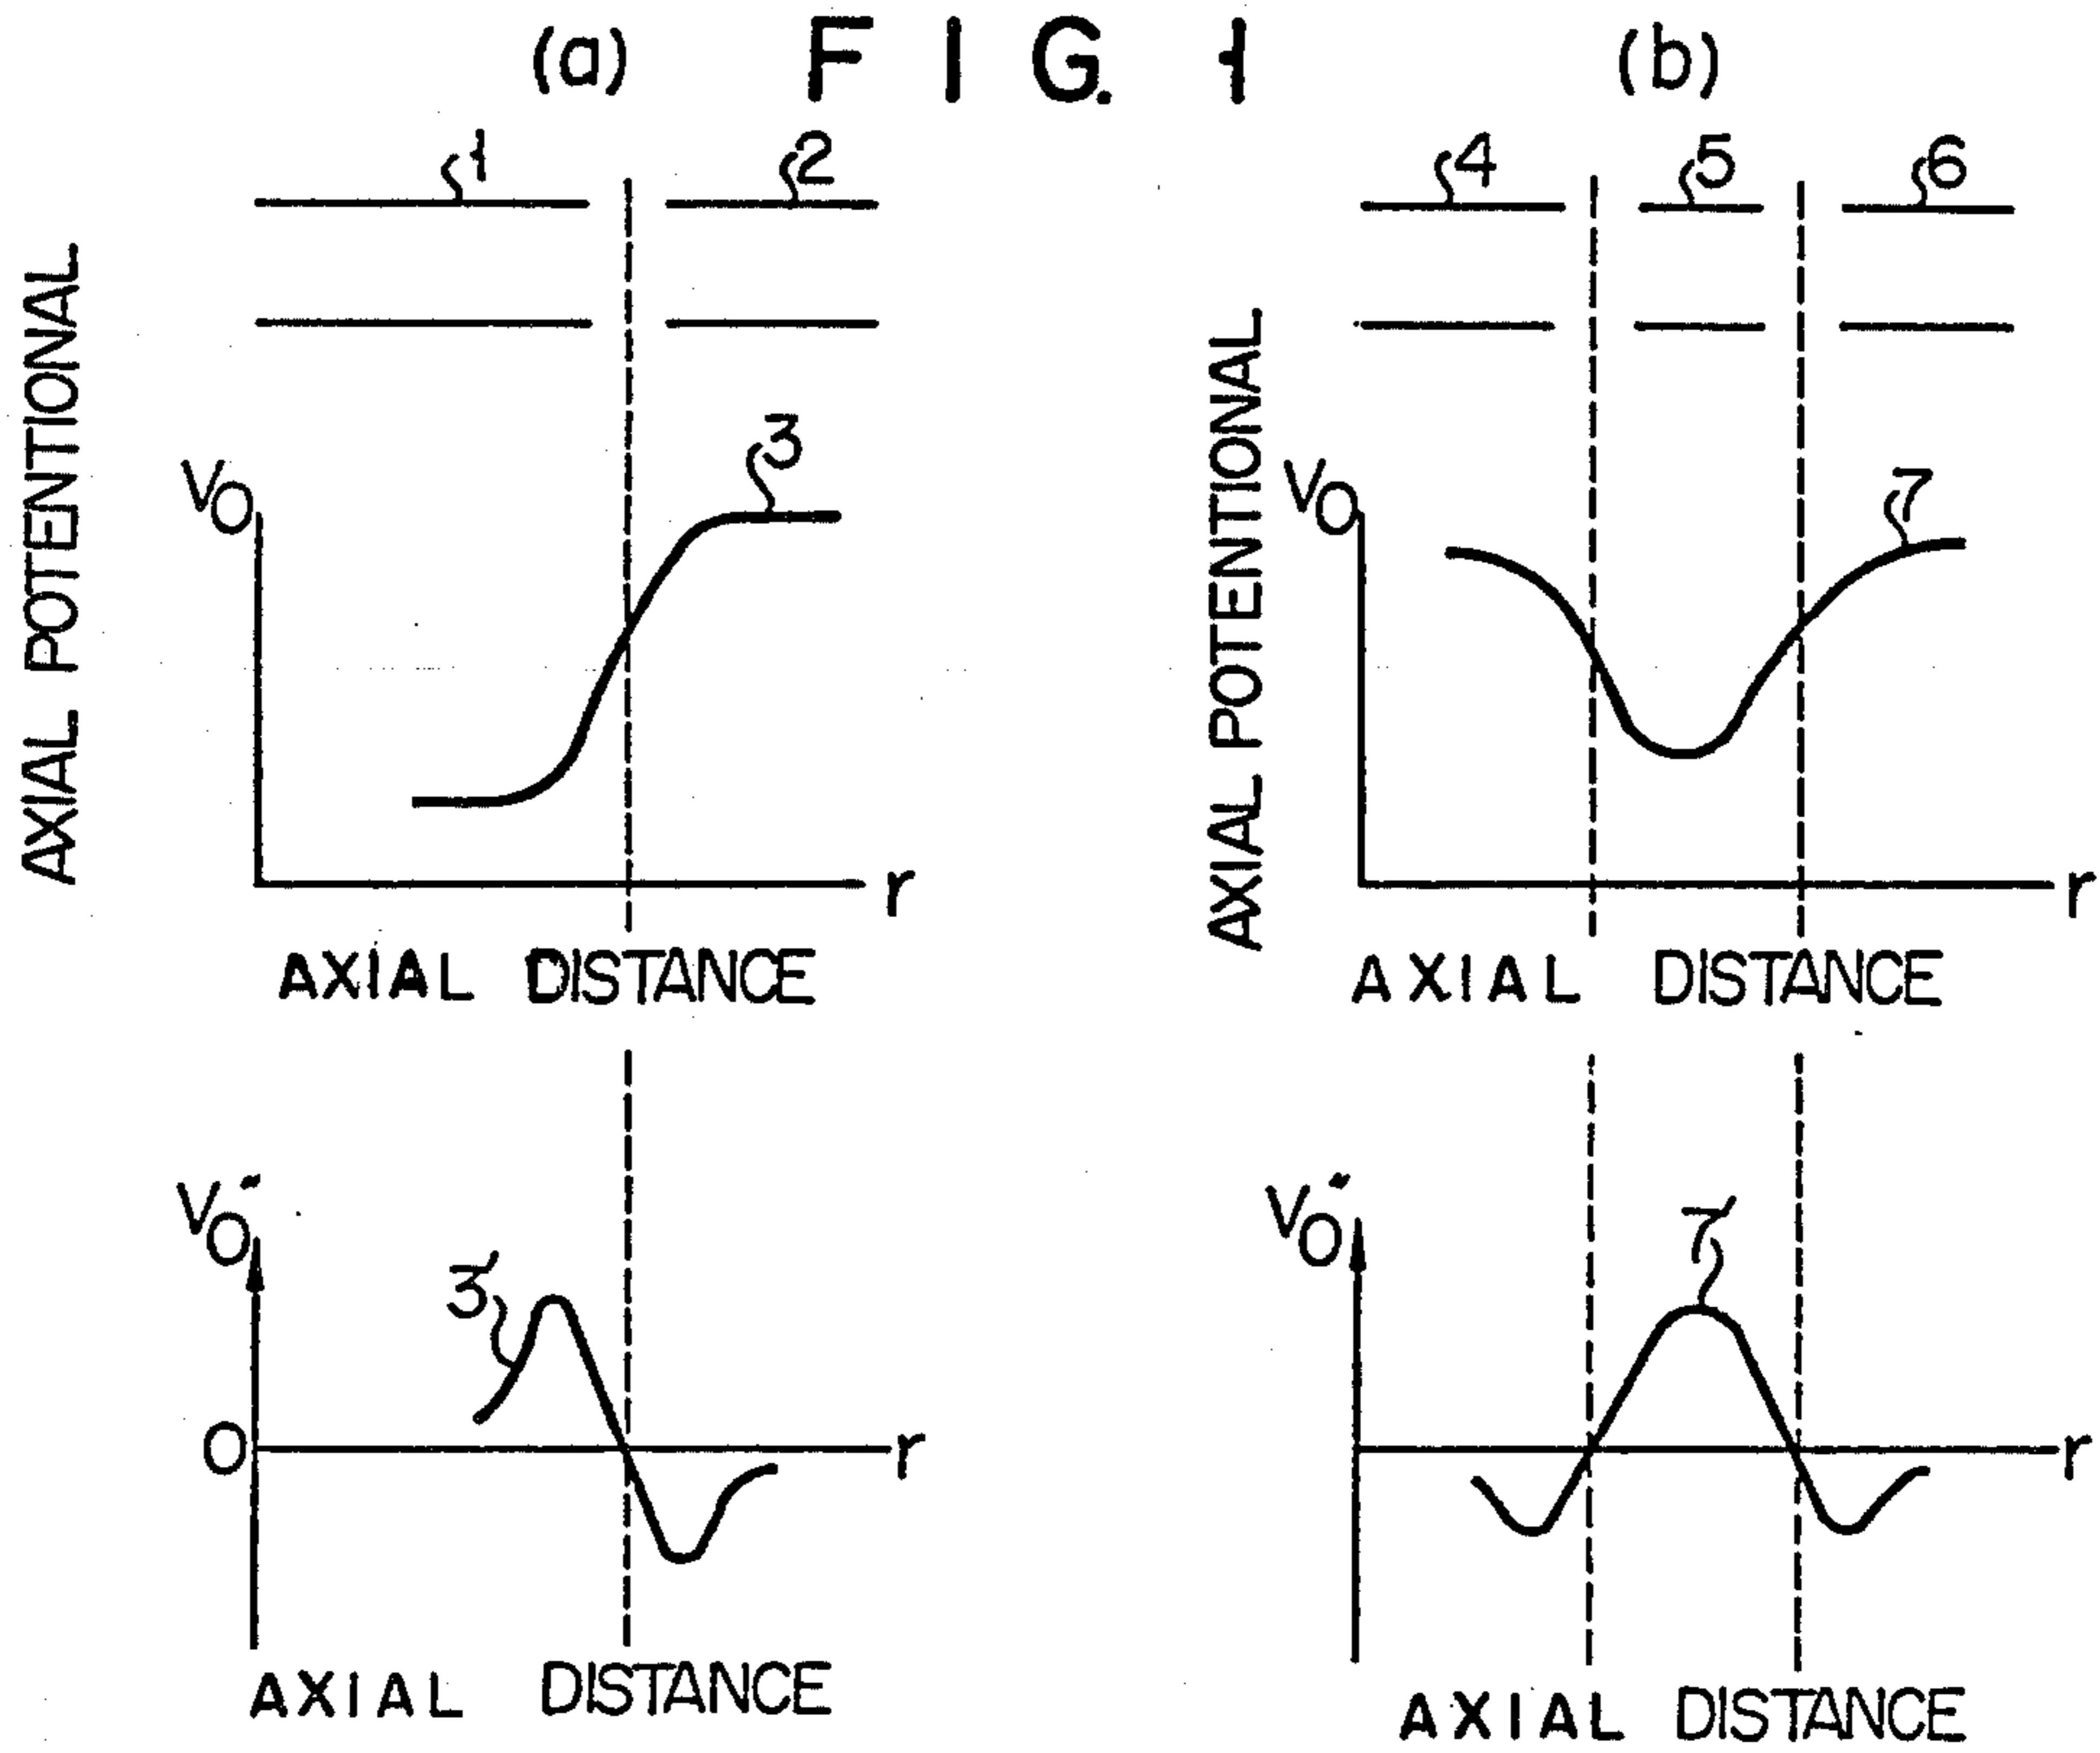 (a) FIG. 1 (b)
1 2
4 5 6
AXIAL POTENTIONAL
V0
3
r
AXIAL DISTANCE
AXIAL POTENTIONAL
V0
7
r
AXIAL DISTANCE
V0″
3′
0
r
AXIAL DISTANCE
V0″
7′
r
AXIAL DISTANCE